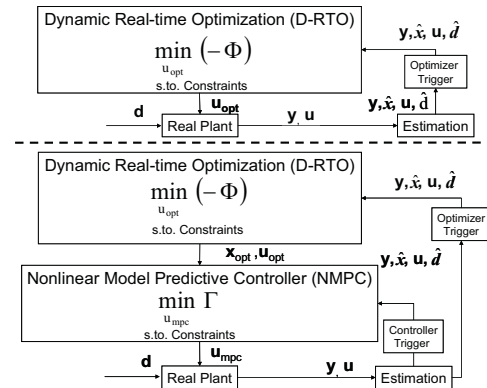 Dynamic Real-time Optimization (D-RTO)
min (−Φ)
u_opt
s.to. Constraints
y, x̂, u, d̂
Optimizer
Trigger
u_opt
y, x̂, u, d̂
d
Real Plant
y, u
Estimation
Dynamic Real-time Optimization (D-RTO)
min (−Φ)
u_opt
s.to. Constraints
y, x̂, u, d̂
Optimizer
Trigger
x_opt, u_opt
y, x̂, u, d̂
Nonlinear Model Predictive Controller (NMPC)
min Γ
u_mpc
s.to. Constraints
Controller
Trigger
u_mpc
d
Real Plant
y, u
Estimation